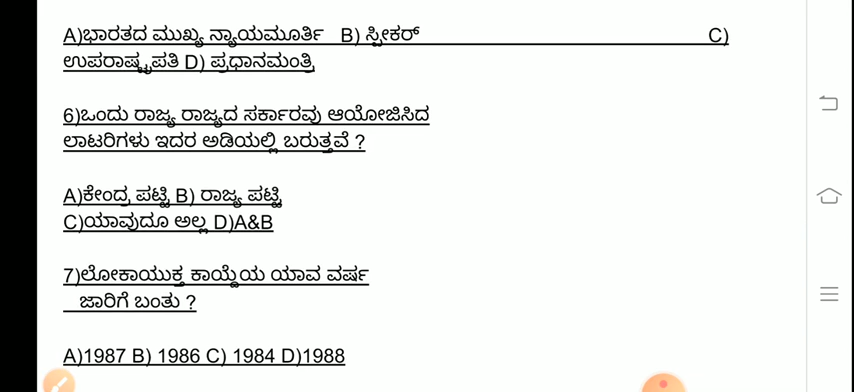 A)ಭಾರತದ ಮುಖ್ಯ ನ್ಯಾಯಮೂರ್ತಿ B) ಸ್ಪೀಕರ್ C)
ಉಪರಾಷ್ಟ್ರಪತಿ D) ಪ್ರಧಾನಮಂತ್ರಿ
6)ಒಂದು ರಾಜ್ಯ ರಾಜ್ಯದ ಸರ್ಕಾರವು ಆಯೋಜಿಸಿದ
ಲಾಟರಿಗಳು ಇದರ ಅಡಿಯಲ್ಲಿ ಬರುತ್ತವೆ ?
A)ಕೇಂದ್ರ ಪಟ್ಟಿ B) ರಾಜ್ಯ ಪಟ್ಟಿ
C)ಯಾವುದೂ ಅಲ್ಲ D)A&B
7)ಲೋಕಾಯುಕ್ತ ಕಾಯ್ದೆಯ ಯಾವ ವರ್ಷ
ಜಾರಿಗೆ ಬಂತು ?
A)1987 B) 1986 C) 1984 D)1988